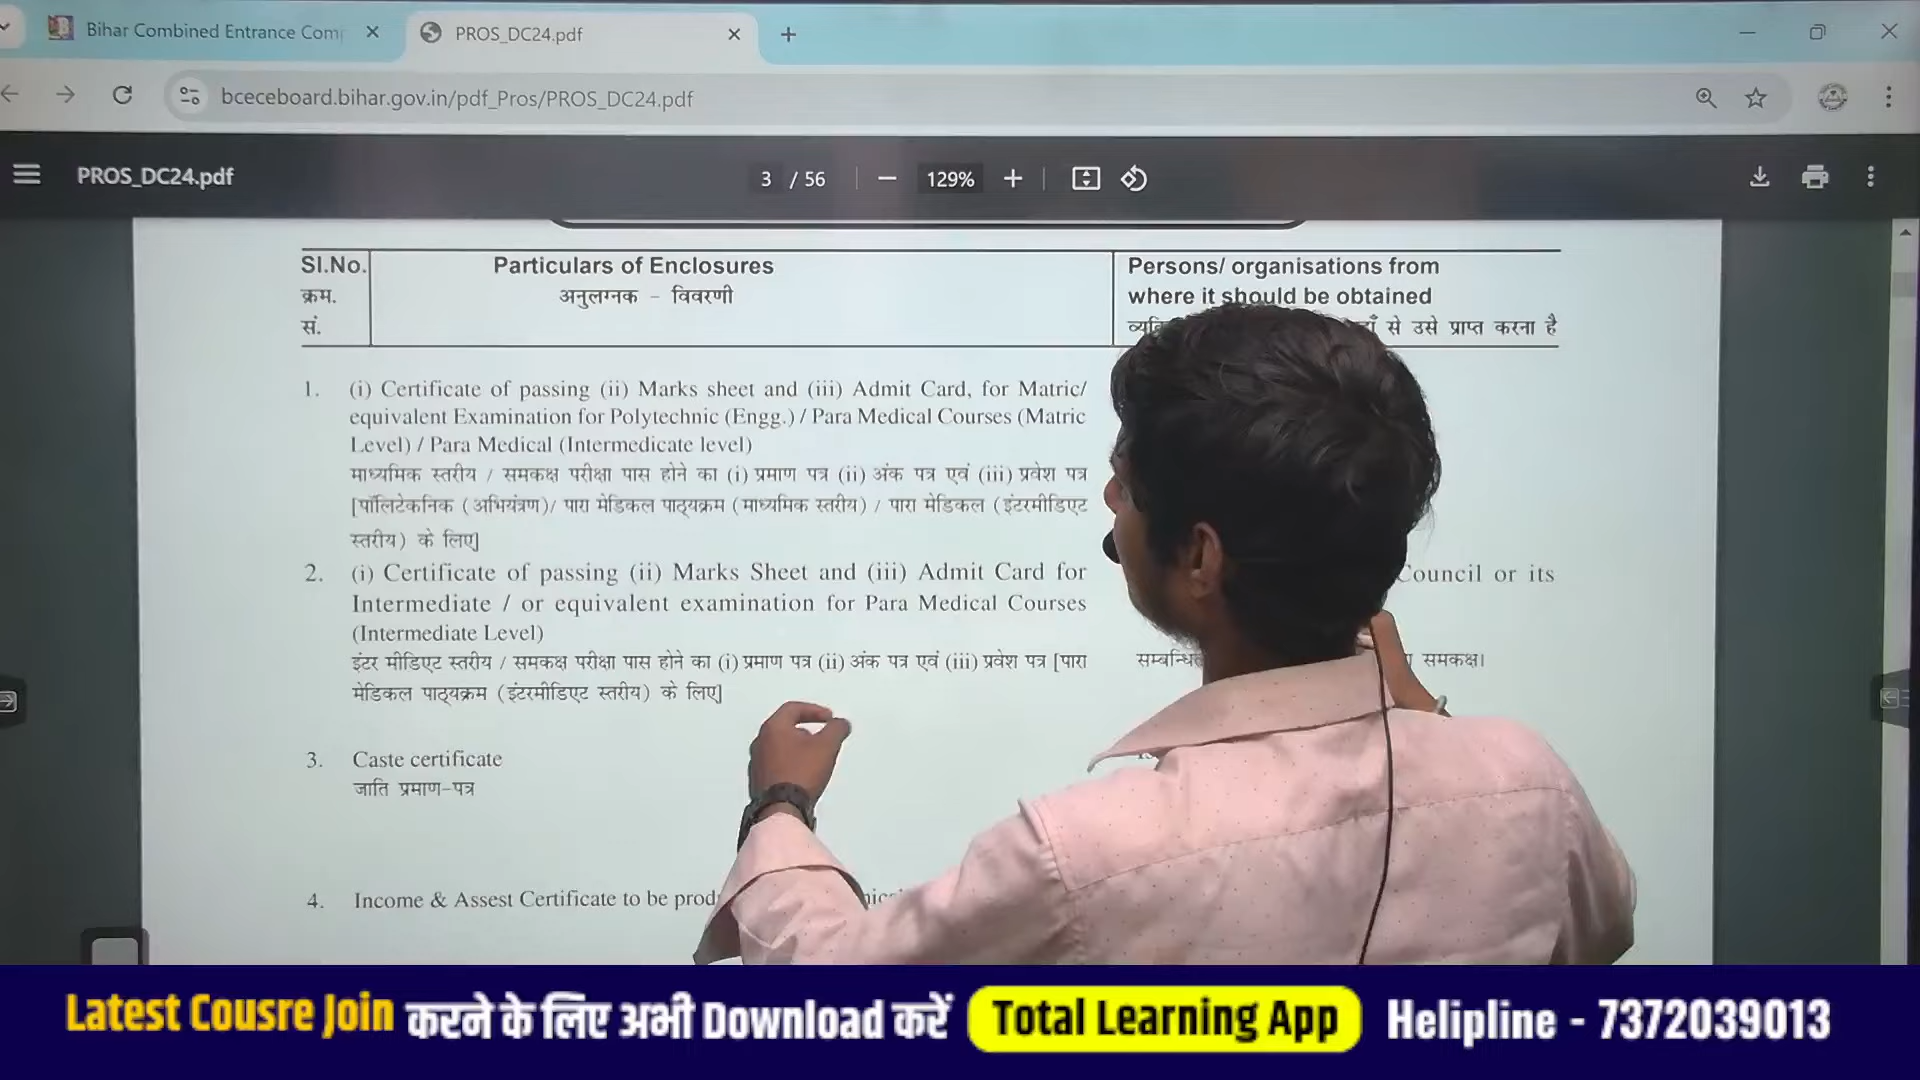 Bihar Combined Entrance Com
PROS_DC24.pdf
bceceboard.bihar.gov.in/pdf_Pros/PROS_DC24.pdf
PROS_DC24.pdf
3 / 56
129%
Sl.No.
क्रम.
सं.
Particulars of Enclosures
अनुलग्नक - विवरणी
Persons/ organisations from
where it should be obtained
से उसे प्राप्त करना है
1. (i) Certificate of passing (ii) Marks sheet and (iii) Admit Card, for Matric/
equivalent Examination for Polytechnic (Engg.) / Para Medical Courses (Matric
Level) / Para Medical (Intermedicate level)
माध्यमिक स्तरीय / समकक्ष परीक्षा पास होने का (i) प्रमाण पत्र (ii) अंक पत्र एवं (iii) प्रवेश पत्र
[पॉलिटेकनिक (अभियंत्रण)/ पारा मेडिकल पाठ्यक्रम (माध्यमिक स्तरीय) / पारा मेडिकल (इंटरमीडिएट
स्तरीय) के लिए]
2. (i) Certificate of passing (ii) Marks Sheet and (iii) Admit Card for
Intermediate / or equivalent examination for Para Medical Courses
(Intermediate Level)
Council or its
इंटर मीडिएट स्तरीय / समकक्ष परीक्षा पास होने का (i) प्रमाण पत्र (ii) अंक पत्र एवं (iii) प्रवेश पत्र [पारा
मेडिकल पाठ्यक्रम (इंटरमीडिएट स्तरीय) के लिए]
समकक्ष।
3. Caste certificate
जाति प्रमाण-पत्र
4. Income & Assest Certificate to be
Latest Cousre Join करने के लिए अभी Download करें Total Learning App Helipline - 7372039013